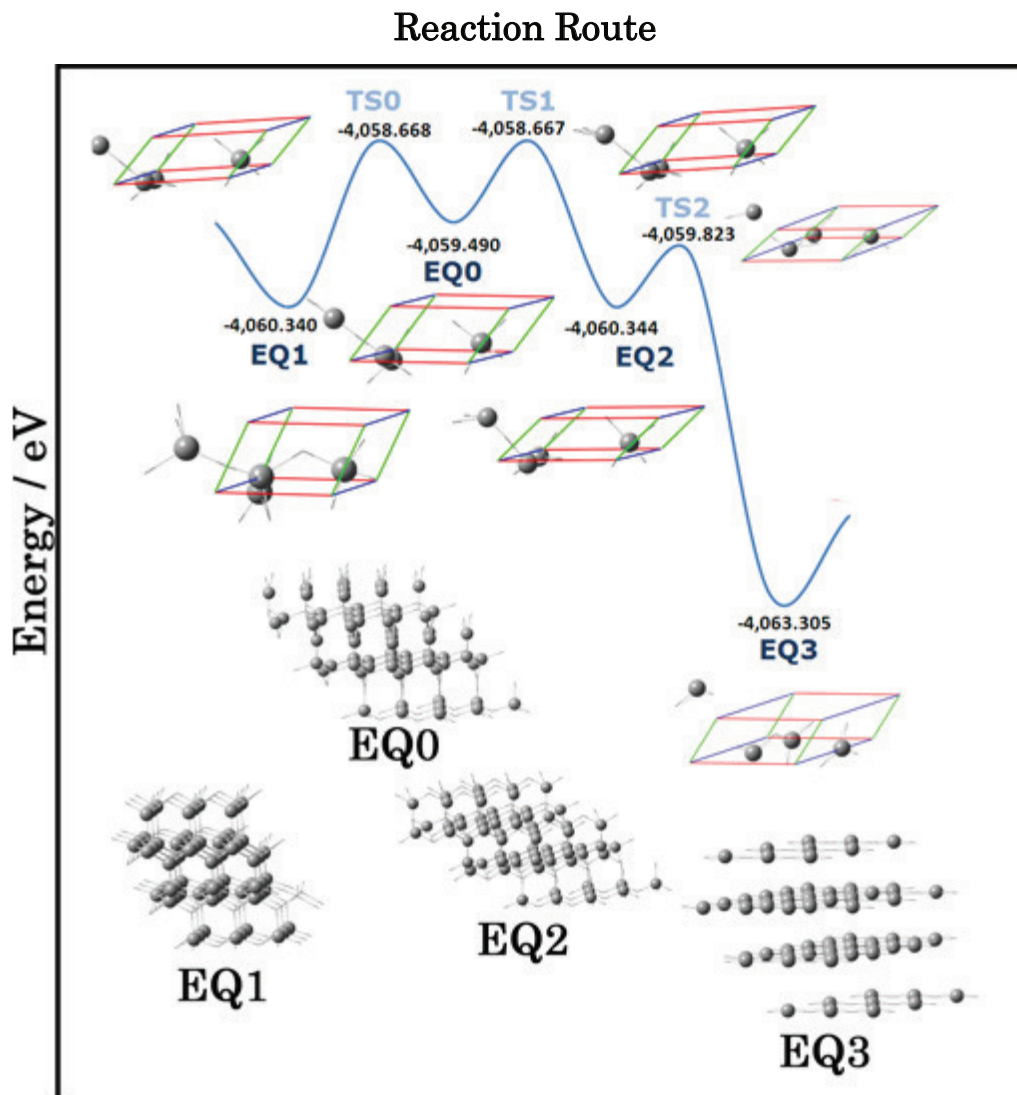 Reaction Route
TS0
-4,058.668
TS1
-4,058.667
TS2
-4,059.823
-4,059.490
EQ0
-4,060.340
EQ1
-4,060.344
EQ2
Energy / eV
-4,063.305
EQ3
EQ0
EQ1
EQ2
EQ3